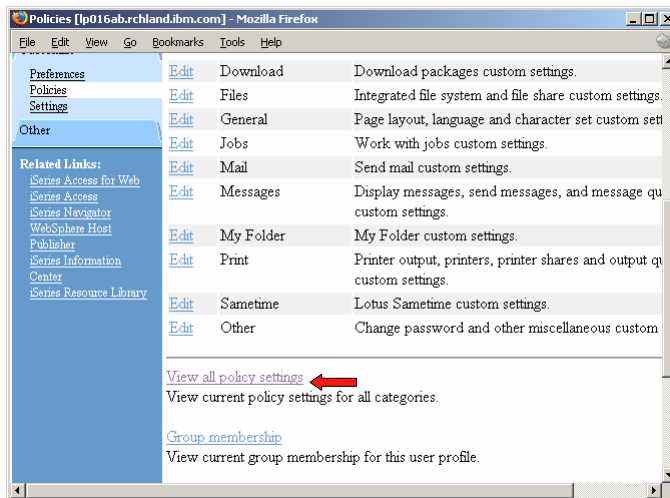 Policies [lp016ab.rchland.ibm.com] - Mozilla Firefox
File Edit View Go Bookmarks Tools Help
Preferences
Policies
Settings
Other
Related Links:
iSeries Access for Web
iSeries Access
iSeries Navigator
WebSphere Host
Publisher
iSeries Information
Center
iSeries Resource Library
Edit Download Download packages custom settings.
Edit Files Integrated file system and file share custom settings.
Edit General Page layout, language and character set custom sett
Edit Jobs Work with jobs custom settings.
Edit Mail Send mail custom settings.
Edit Messages Display messages, send messages, and message qu
custom settings.
Edit My Folder My Folder custom settings.
Edit Print Printer output, printers, printer shares and output qu
custom settings.
Edit Sametime Lotus Sametime custom settings.
Edit Other Change password and other miscellaneous custom
View all policy settings
View current policy settings for all categories.
Group membership
View current group membership for this user profile.